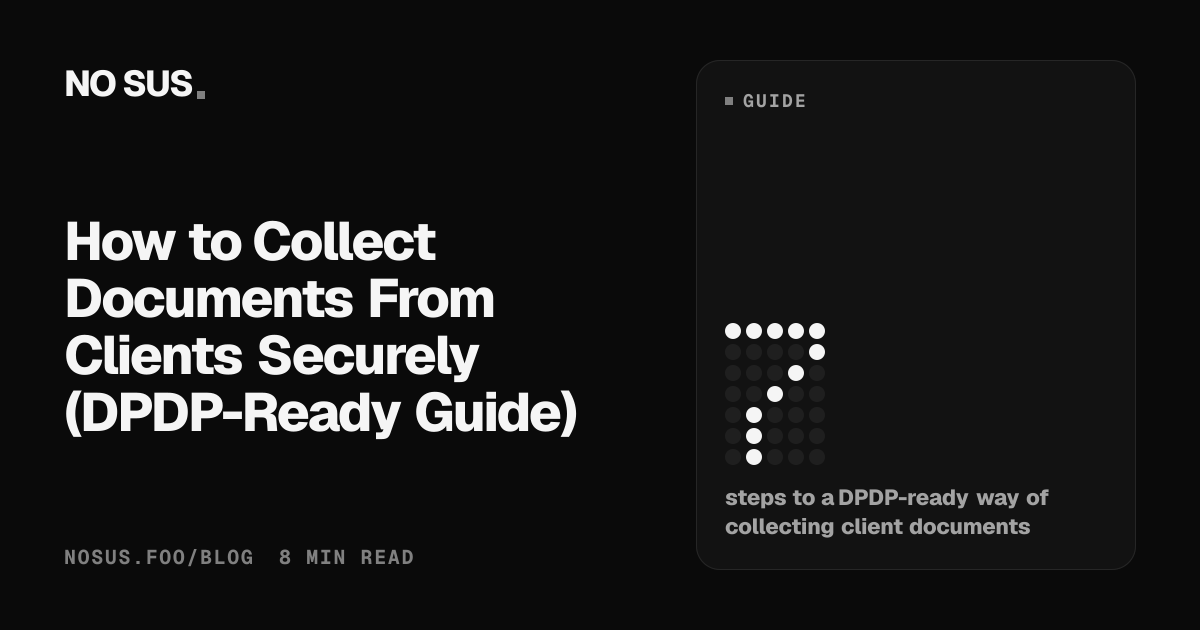 NO SUS.
How to Collect
Documents From
Clients Securely
(DPDP-Ready Guide)
NOSUS.FOO/BLOG 8 MIN READ
GUIDE
7
steps to a DPDP-ready way of
collecting client documents